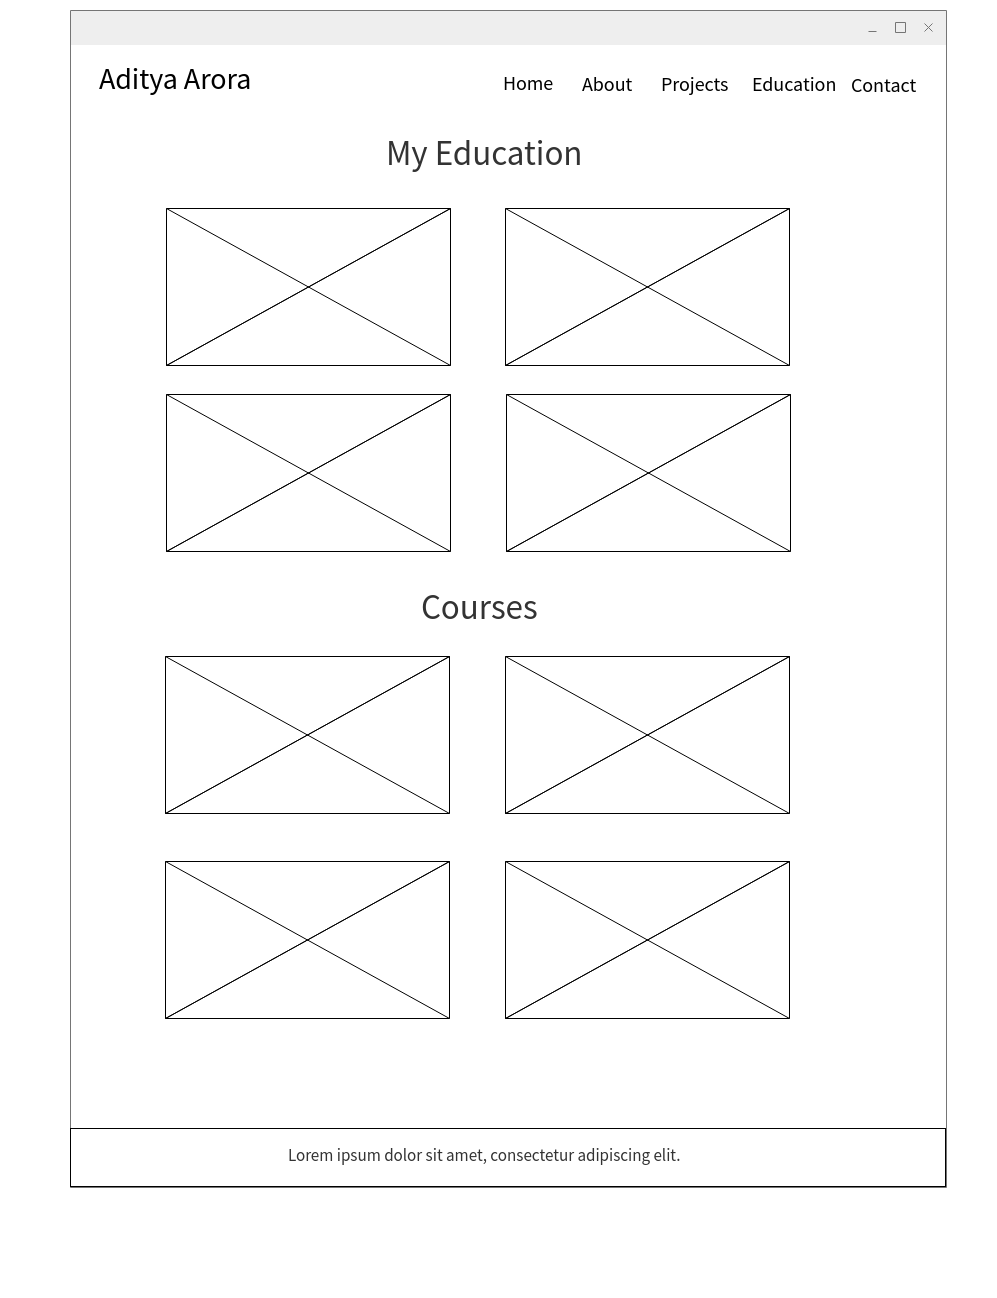 Aditya Arora
Home About Projects Education Contact
My Education
Courses
Lorem ipsum dolor sit amet, consectetur adipiscing elit.